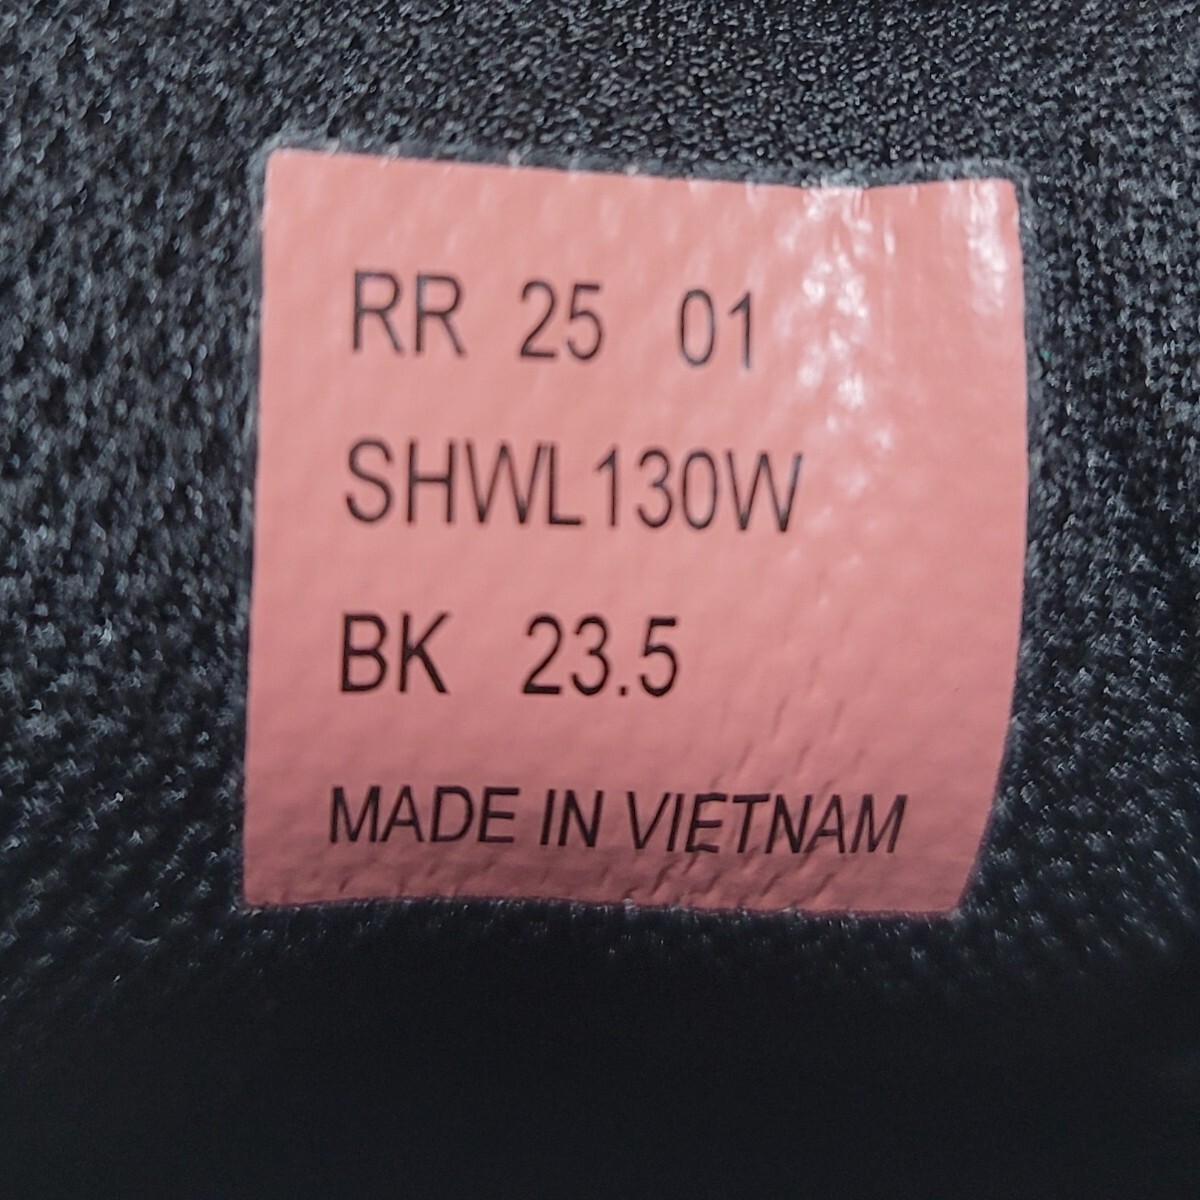 RR 25 01
SHWL130W
BK 23.5
MADE IN VIETNAM